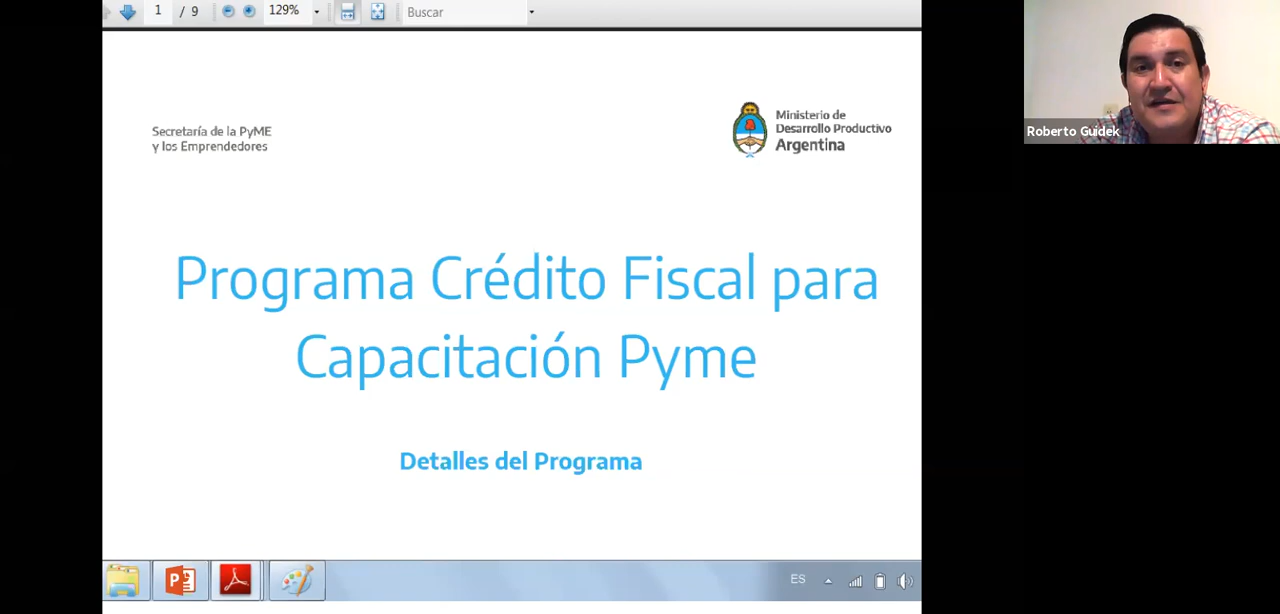 1 / 9
129%
Buscar
Roberto Guidek
Secretaría de la PyME
y los Emprendedores
Ministerio de
Desarrollo Productivo
Argentina
Programa Crédito Fiscal para
Capacitación Pyme
Detalles del Programa
P
ES